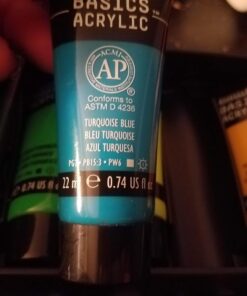 BASICS
ACRYLIC
ACMI
AP
Conforms to
ASTM D 4236
TURQUOISE BLUE
BLEU TURQUOISE
AZUL TURQUESA
PG7 • PB15:3 • PW6
22 ml ℮ 0.74 US fl oz
0.74 US fl